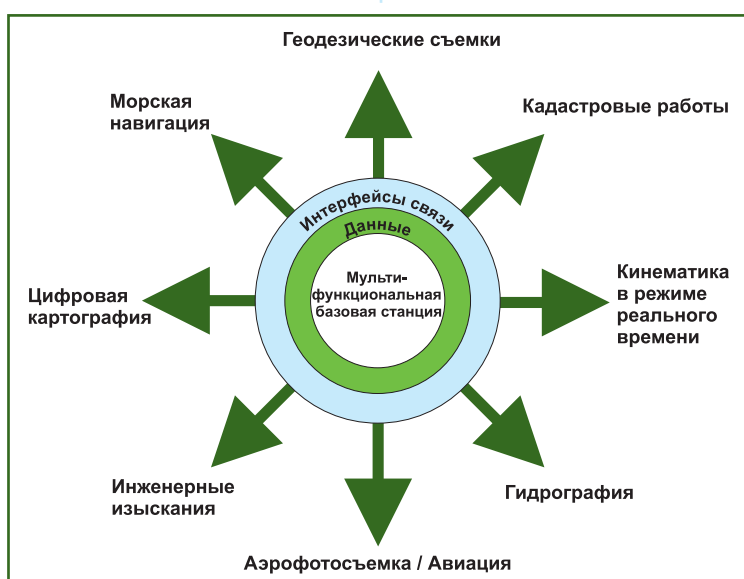 Геодезические съемки
Морская
навигация
Кадастровые работы
Интерфейсы связи
Данные
Мульти-
функциональная
базовая станция
Цифровая
картография
Кинематика
в режиме
реального
времени
Инженерные
изыскания
Гидрография
Аэрофотосъемка / Авиация